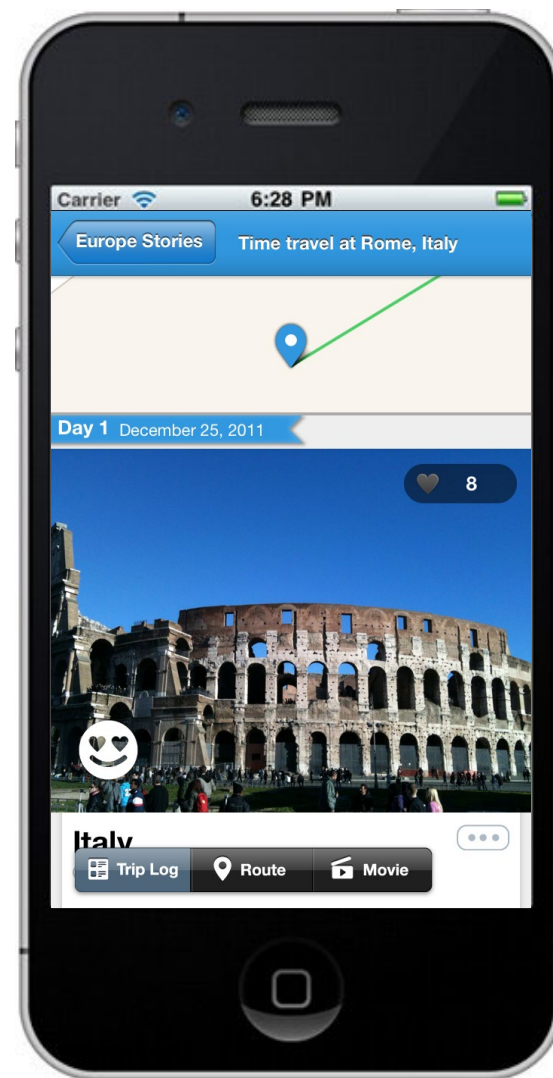 Carrier 6:28 PM
Europe Stories Time travel at Rome, Italy
Day 1 December 25, 2011
8
Italy
Trip Log Route Movie